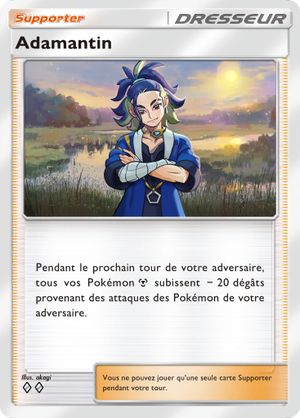 Supporter
DRESSEUR
Adamantin
Pendant le prochain tour de votre adversaire,
tous vos Pokémon subissent − 20 dégâts
provenant des attaques des Pokémon de votre
adversaire.
Illus. akagi
Vous ne pouvez jouer qu'une seule carte Supporter
pendant votre tour.